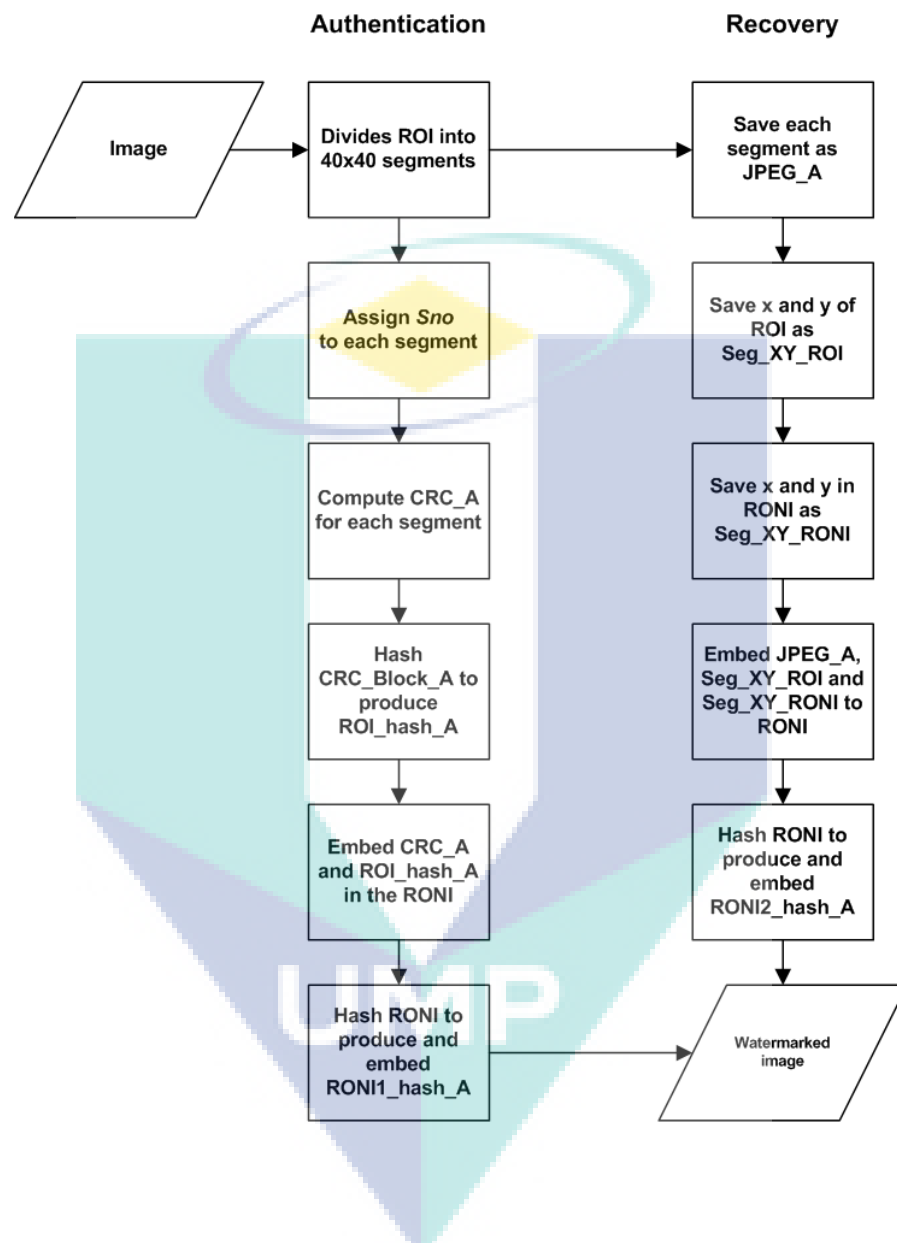 Authentication
Recovery
Image
Divides ROI into
40x40 segments
Save each
segment as
JPEG_A
Assign Sno
to each segment
Save x and y of
ROI as
Seg_XY_ROI
Compute CRC_A
for each segment
Save x and y in
RONI as
Seg_XY_RONI
Hash
CRC_Block_A to
produce
ROI_hash_A
Embed JPEG_A,
Seg_XY_ROI and
Seg_XY_RONI to
RONI
Embed CRC_A
and ROI_hash_A
in the RONI
Hash RONI to
produce and
embed
RONI2_hash_A
UMP
Hash RONI to
produce and
embed
RONI1_hash_A
Watermarked
image